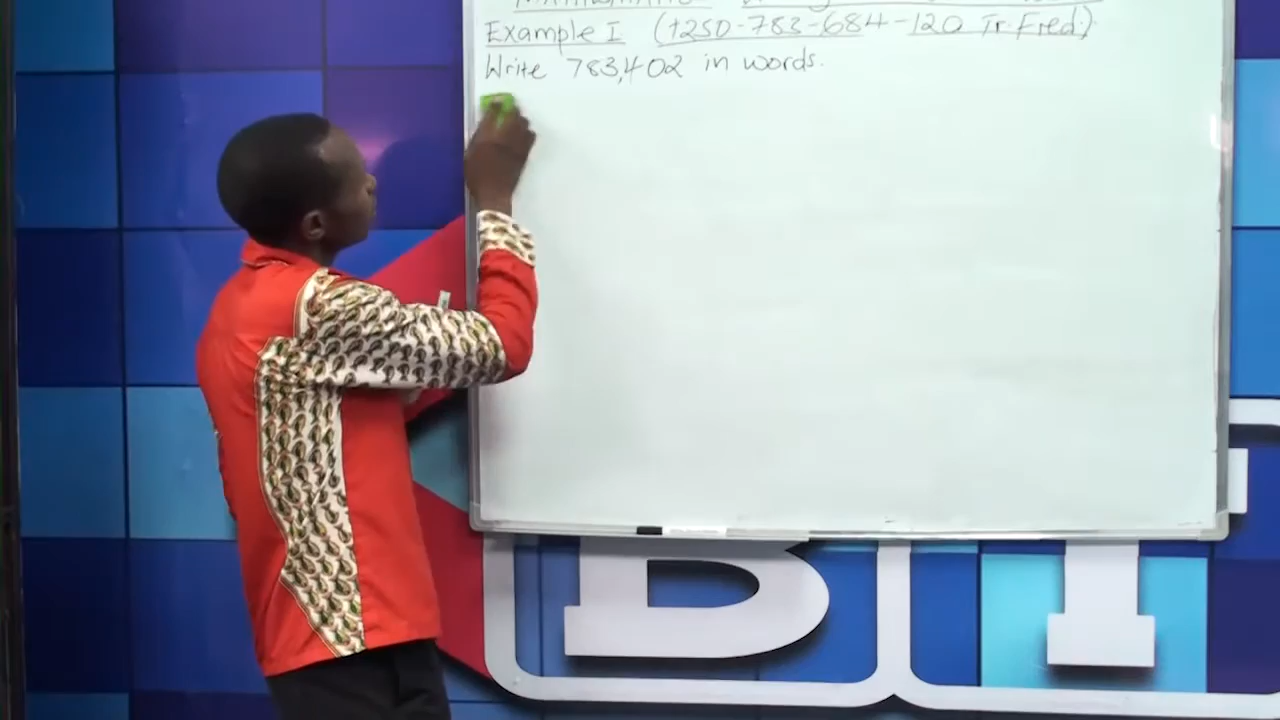 Example I (+250-783-684-120 Tr. Fred.)
Write 783,402 in words.
B T